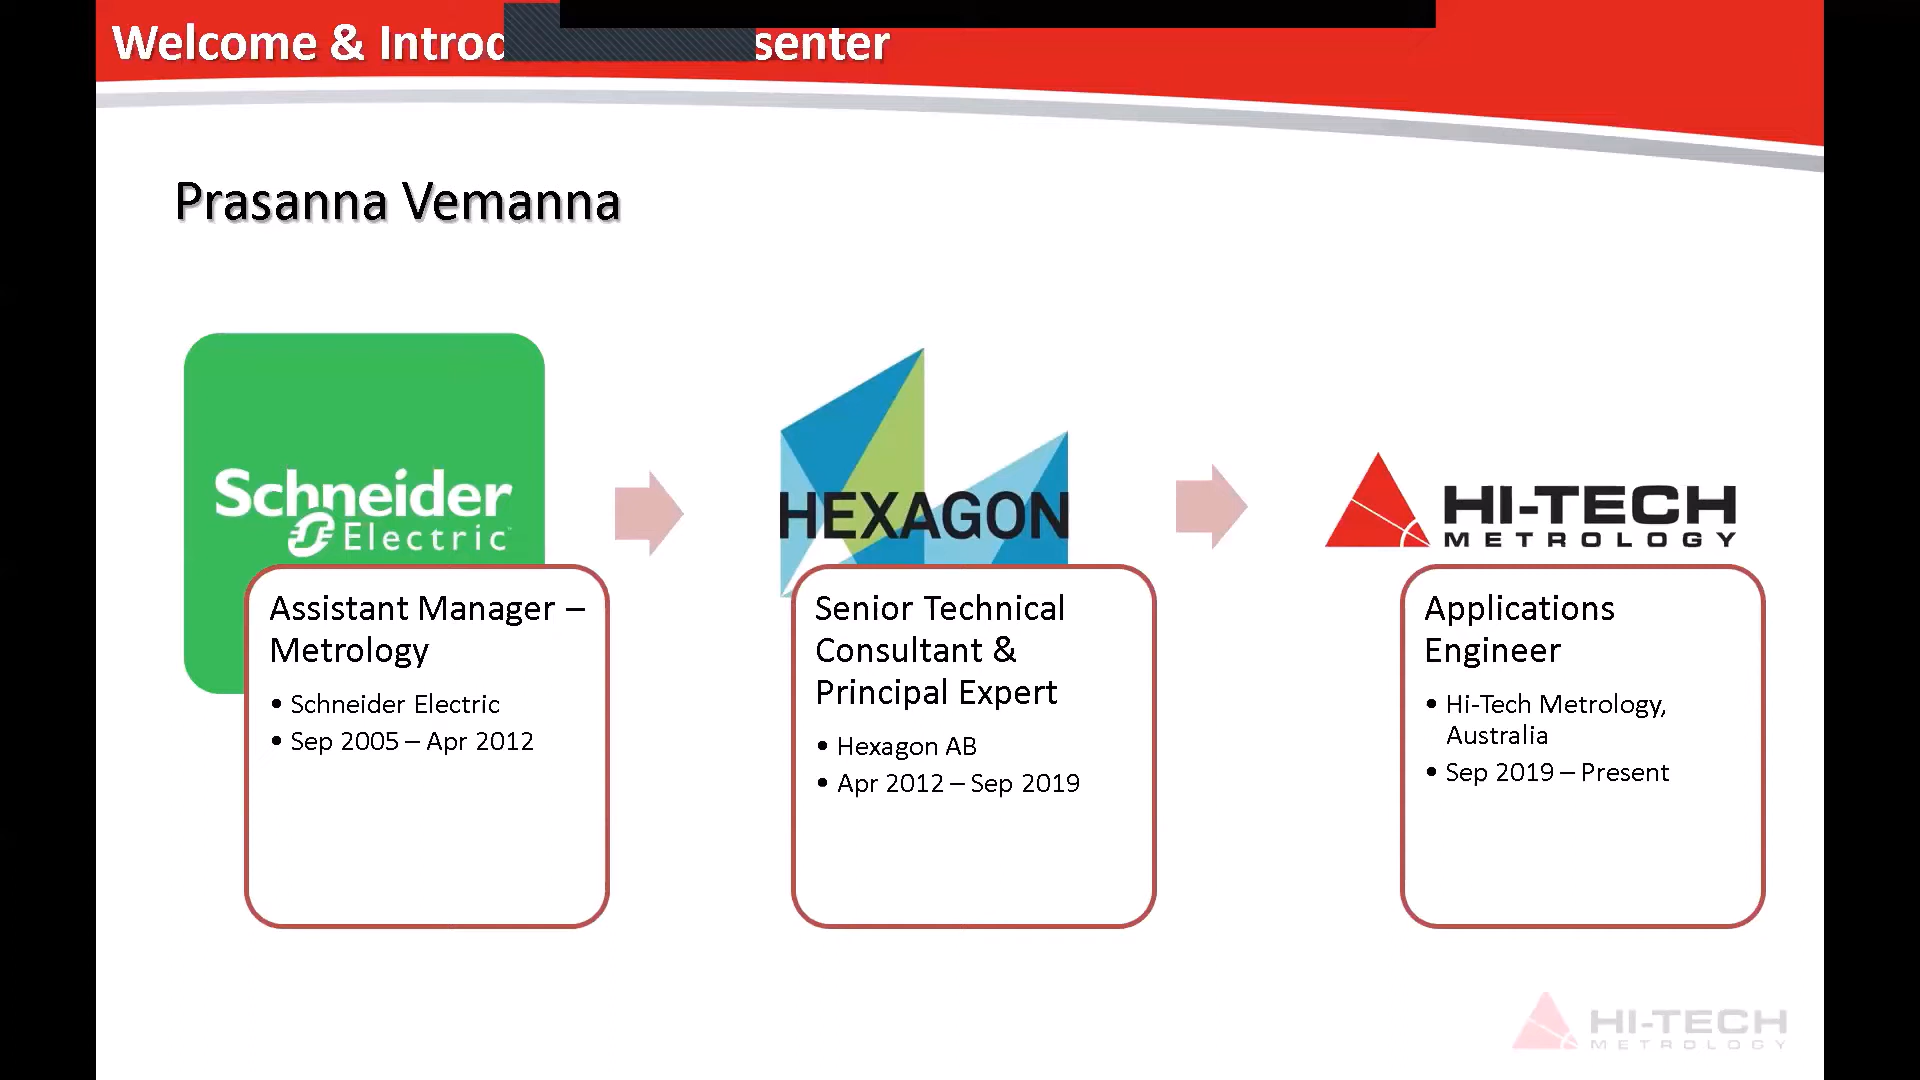 Welcome & Introd senter
Prasanna Vemanna
Schneider
Electric
HEXAGON
HI-TECH
METROLOGY
Assistant Manager –
Metrology
• Schneider Electric
• Sep 2005 – Apr 2012
Senior Technical
Consultant &
Principal Expert
• Hexagon AB
• Apr 2012 – Sep 2019
Applications
Engineer
• Hi-Tech Metrology,
Australia
• Sep 2019 – Present
HI-TECH
METROLOGY